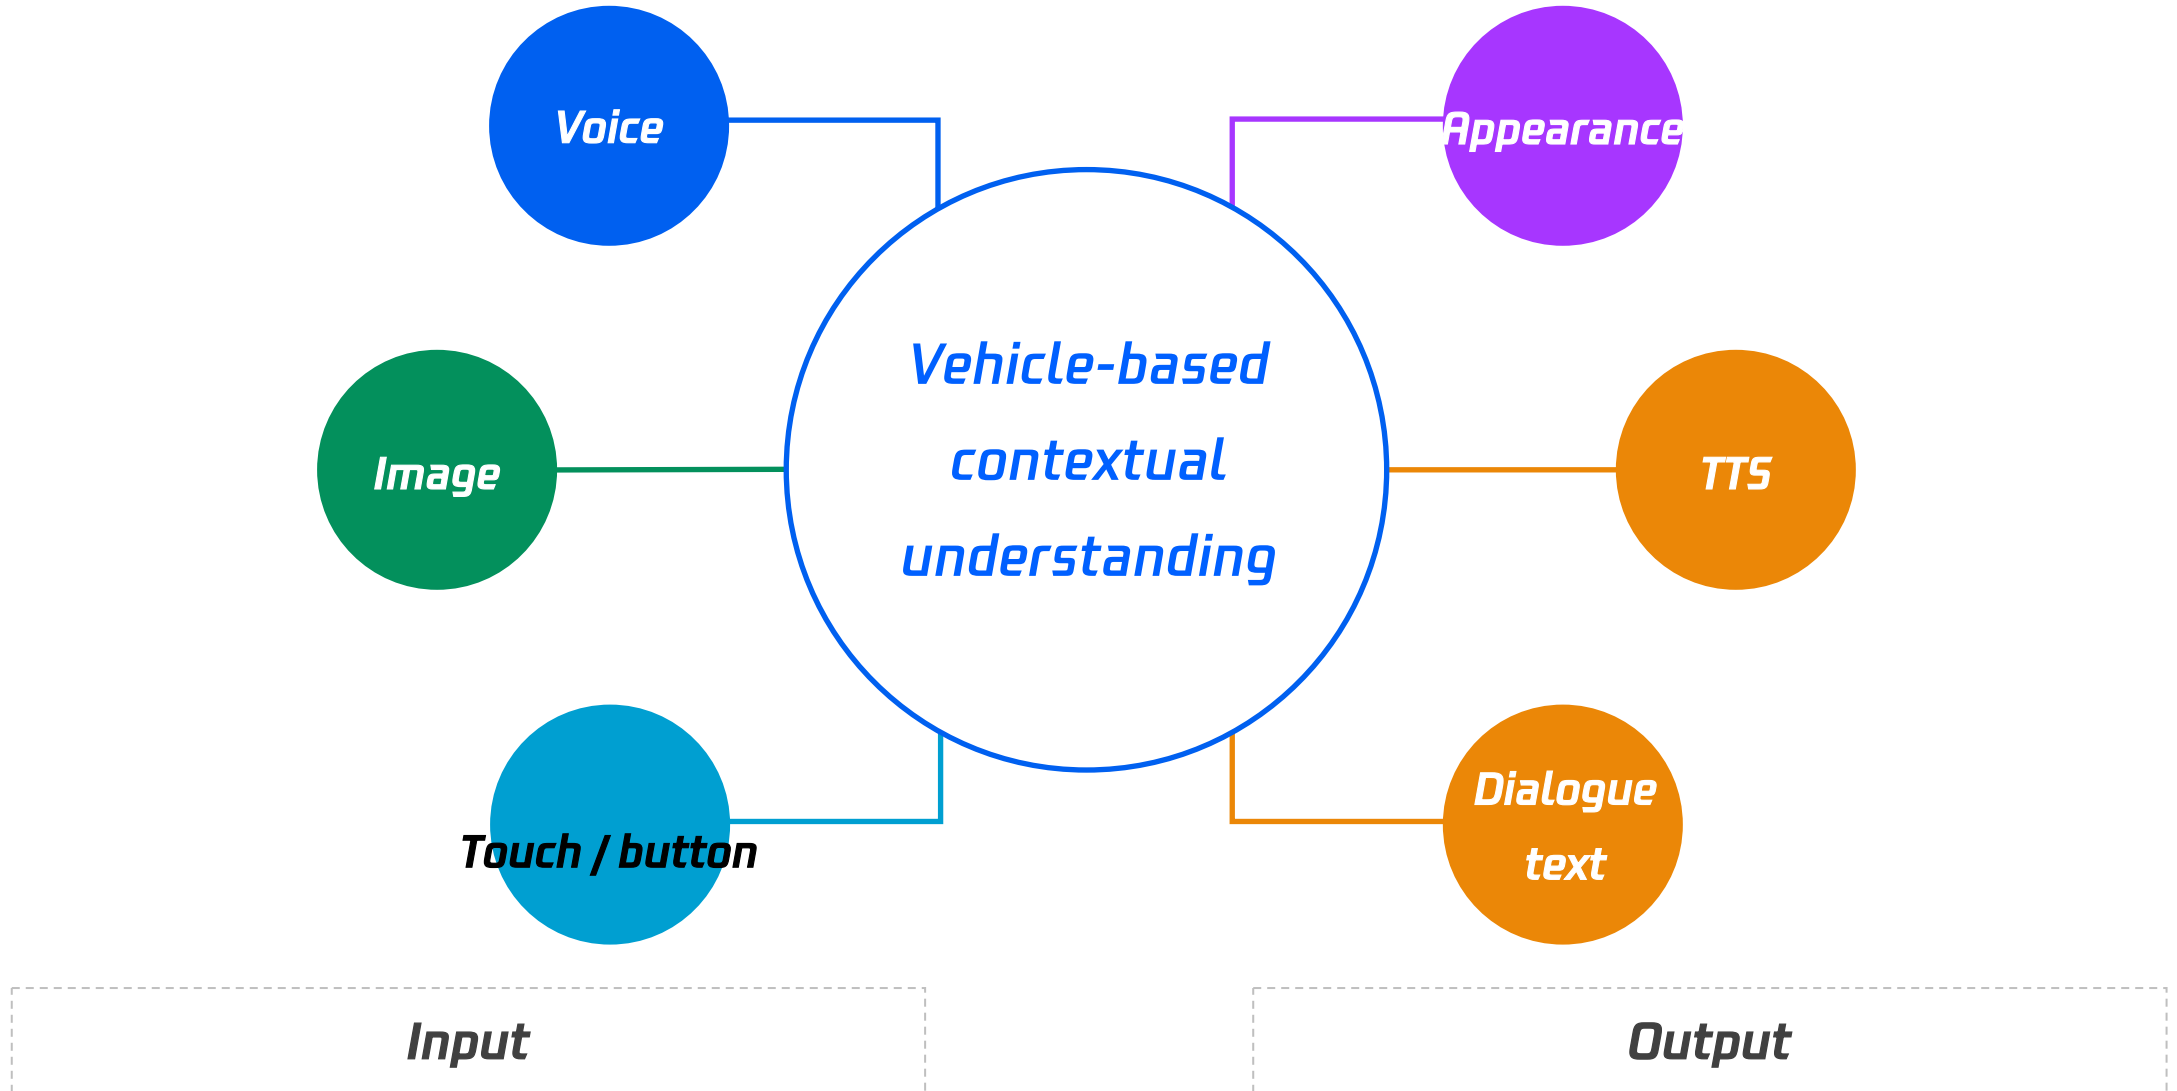 Voice
Appearance
Vehicle-based
contextual
understanding
Image
TTS
Touch / button
Dialogue
text
Input
Output